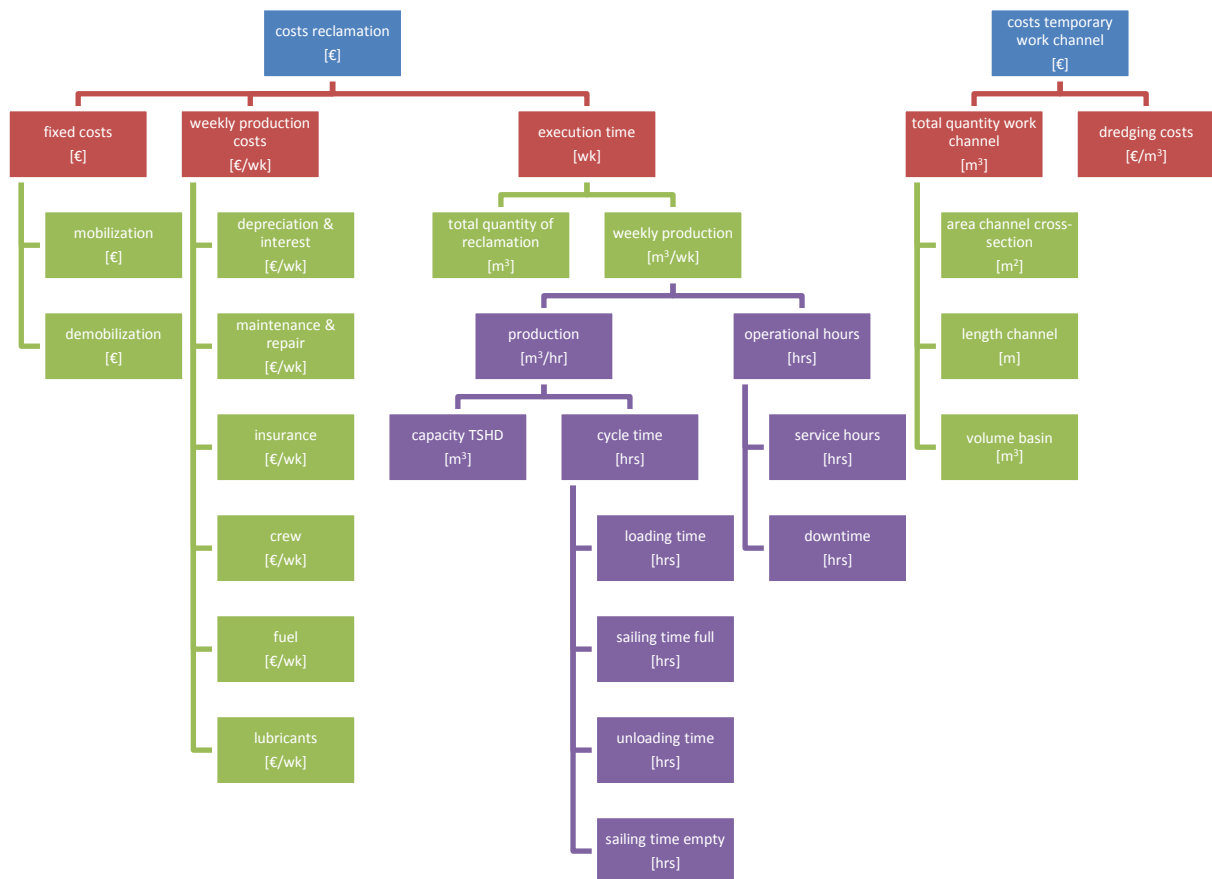 costs reclamation
[€]
costs temporary
work channel
[€]
fixed costs
[€]
weekly production
costs
[€/wk]
execution time
[wk]
total quantity work
channel
[m³]
dredging costs
[€/m³]
mobilization
[€]
depreciation &
interest
[€/wk]
total quantity of
reclamation
[m³]
weekly production
[m³/wk]
area channel cross-
section
[m²]
demobilization
[€]
maintenance &
repair
[€/wk]
production
[m³/hr]
operational hours
[hrs]
length channel
[m]
insurance
[€/wk]
capacity TSHD
[m³]
cycle time
[hrs]
service hours
[hrs]
volume basin
[m³]
crew
[€/wk]
loading time
[hrs]
downtime
[hrs]
fuel
[€/wk]
sailing time full
[hrs]
lubricants
[€/wk]
unloading time
[hrs]
sailing time empty
[hrs]